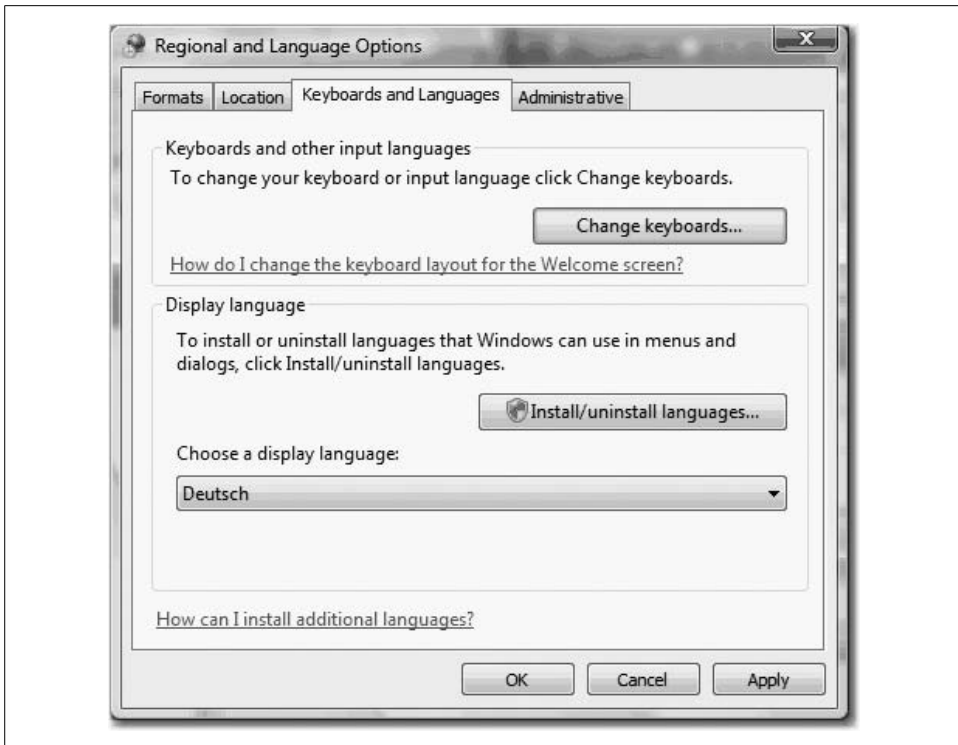 Regional and Language Options
Formats
Location
Keyboards and Languages
Administrative
Keyboards and other input languages
To change your keyboard or input language click Change keyboards.
Change keyboards...
How do I change the keyboard layout for the Welcome screen?
Display language
To install or uninstall languages that Windows can use in menus and
dialogs, click Install/uninstall languages.
Install/uninstall languages...
Choose a display language:
Deutsch
How can I install additional languages?
OK
Cancel
Apply